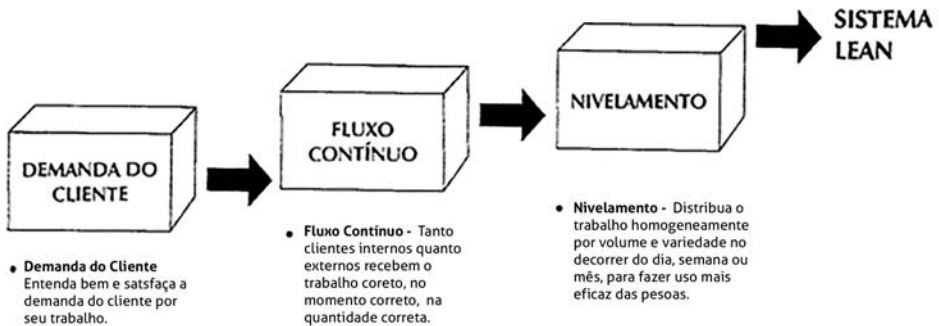 DEMANDA DO
CLIENTE
• Demanda do Cliente
Entenda bem e satsfaça a
demanda do cliente por
seu trabalho.
FLUXO
CONTÍNUO
• Fluxo Contínuo - Tanto
clientes internos quanto
externos recebem o
trabalho coreto, no
momento correto, na
quantidade correta.
NIVELAMENTO
• Nivelamento - Distribua o
trabalho homogeneamente
por volume e variedade no
decorrer do dia, semana ou
mês, para fazer uso mais
eficaz das pesoas.
SISTEMA
LEAN